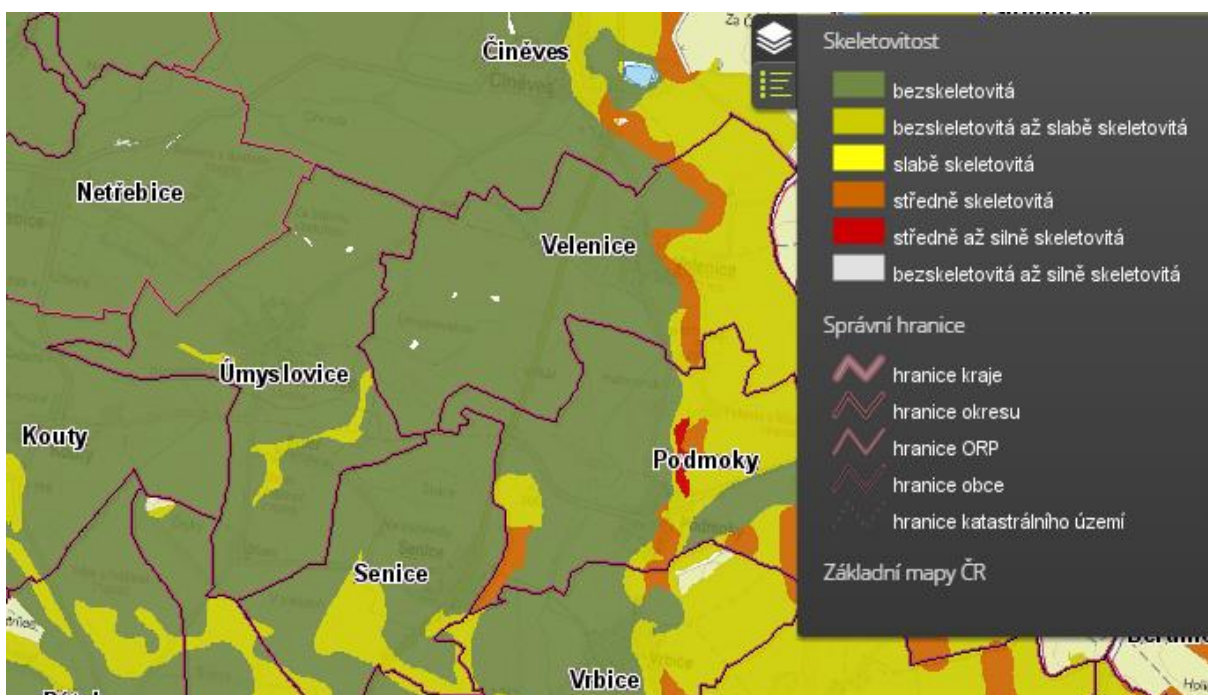 Činěves
Netřebice
Velenice
Úmyslovice
Kouty
Podmoky
Senice
Vrbice
Skeletovitost
bezskeletovitá
bezskeletovitá až slabě skeletovitá
slabě skeletovitá
středně skeletovitá
středně až silně skeletovitá
bezskeletovitá až silně skeletovitá
Správní hranice
hranice kraje
hranice okresu
hranice ORP
hranice obce
hranice katastrálního území
Základní mapy ČR